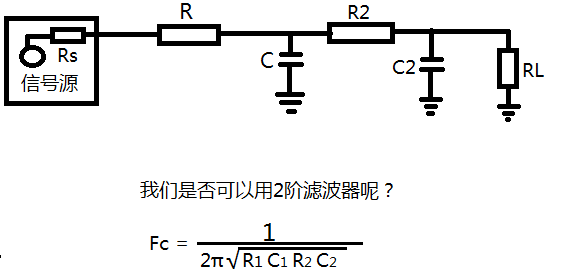 R
R2
Rs
C
C2
RL
信号源
我们是否可以用2阶滤波器呢？
Fc = 1 / 2π√R1 C1 R2 C2